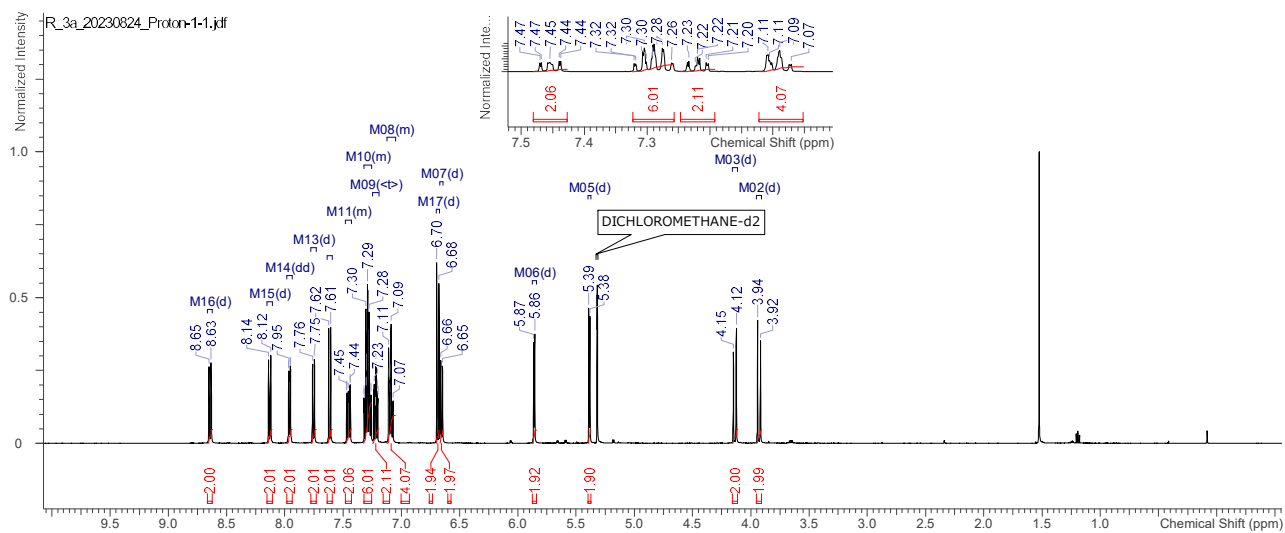 R_3a_20230824_Proton-1-1.jdf
Normalized Intensity
1.0
0.5
0
Normalized Inte...
7.47 7.47 7.45 7.44 7.44 7.32 7.32 7.30 7.30 7.28 7.26 7.23 7.22 7.22 7.21 7.20 7.11 7.11 7.09 7.07
2.06 6.01 2.11 4.07
7.5 7.4 7.3
Chemical Shift (ppm)
M08(m)
M10(m)
M09(<t>)
M11(m)
M13(d)
M14(dd)
M15(d)
M16(d)
M07(d)
M17(d)
M03(d)
M05(d)
M02(d)
M06(d)
DICHLOROMETHANE-d2
8.65 8.63 8.14 8.12 7.95 7.76 7.75 7.62 7.61 7.45 7.44 7.30 7.29 7.28 7.23 7.11 7.09 7.07 6.70 6.68 6.66 6.65 5.87 5.86 5.39 5.38 4.15 4.12 3.94 3.92
2.00 2.01 2.01 2.01 2.01 2.06 6.01 2.11 4.07 1.94 1.97 1.92 1.90 2.00 1.99
9.5 9.0 8.5 8.0 7.5 7.0 6.5 6.0 5.5 5.0 4.5 4.0 3.5 3.0 2.5 2.0 1.5 1.0
Chemical Shift (ppm)